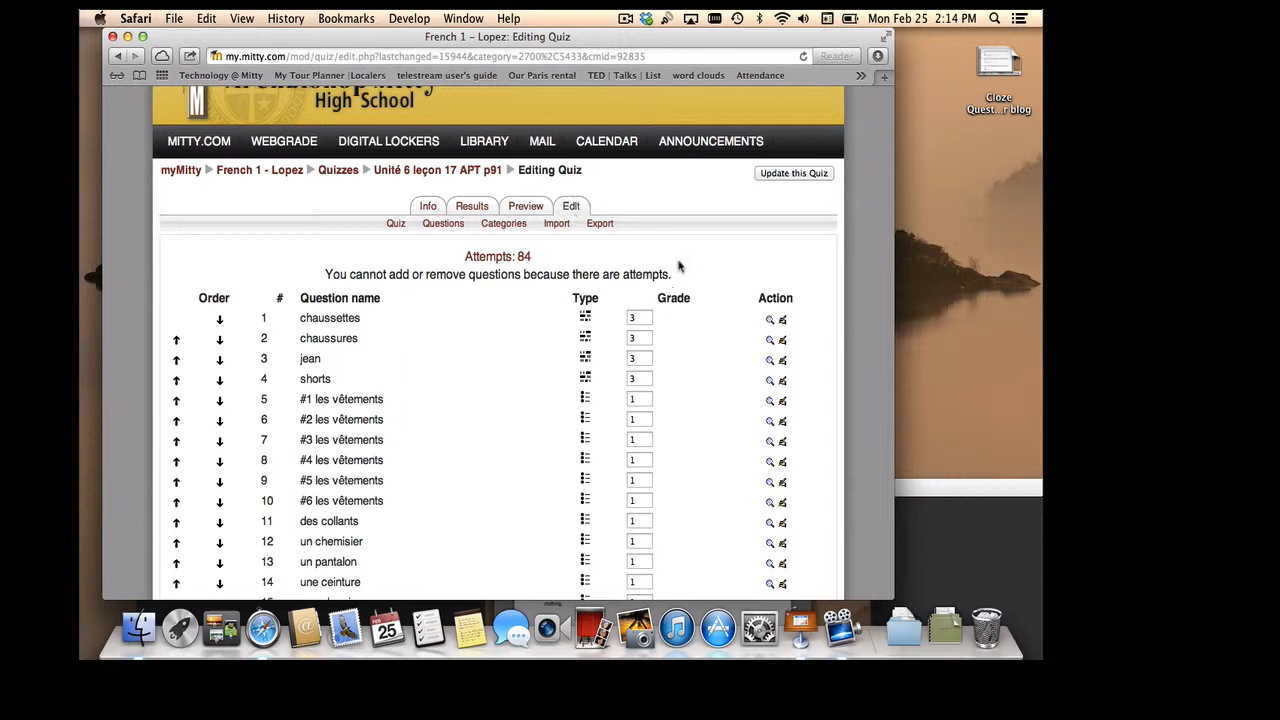 Safari File Edit View History Bookmarks Develop Window Help Mon Feb 25 2:14 PM
French 1 - Lopez: Editing Quiz
my.mitty.com/mod/quiz/edit.php?lastchanged=15944&category=2700%2C5433&cmid=92835 Reader
Technology @ Mitty My Tour Planner |Localers telestream's user's guide Our Paris rental TED | Talks | List word clouds Attendance
Cloze
Quest...r blog
M
High School
MITTY.COM WEBGRADE DIGITAL LOCKERS LIBRARY MAIL CALENDAR ANNOUNCEMENTS
myMitty French 1 - Lopez Quizzes Unité 6 leçon 17 APT p91 Editing Quiz Update this Quiz
Info Results Preview Edit
Quiz Questions Categories Import Export
Attempts: 84
You cannot add or remove questions because there are attempts.
Order # Question name Type Grade Action
1 chaussettes 3
2 chaussures 3
3 jean 3
4 shorts 3
5 #1 les vêtements 1
6 #2 les vêtements 1
7 #3 les vêtements 1
8 #4 les vêtements 1
9 #5 les vêtements 1
10 #6 les vêtements 1
11 des collants 1
12 un chemisier 1
13 un pantalon 1
14 une ceinture 1
FEB
25